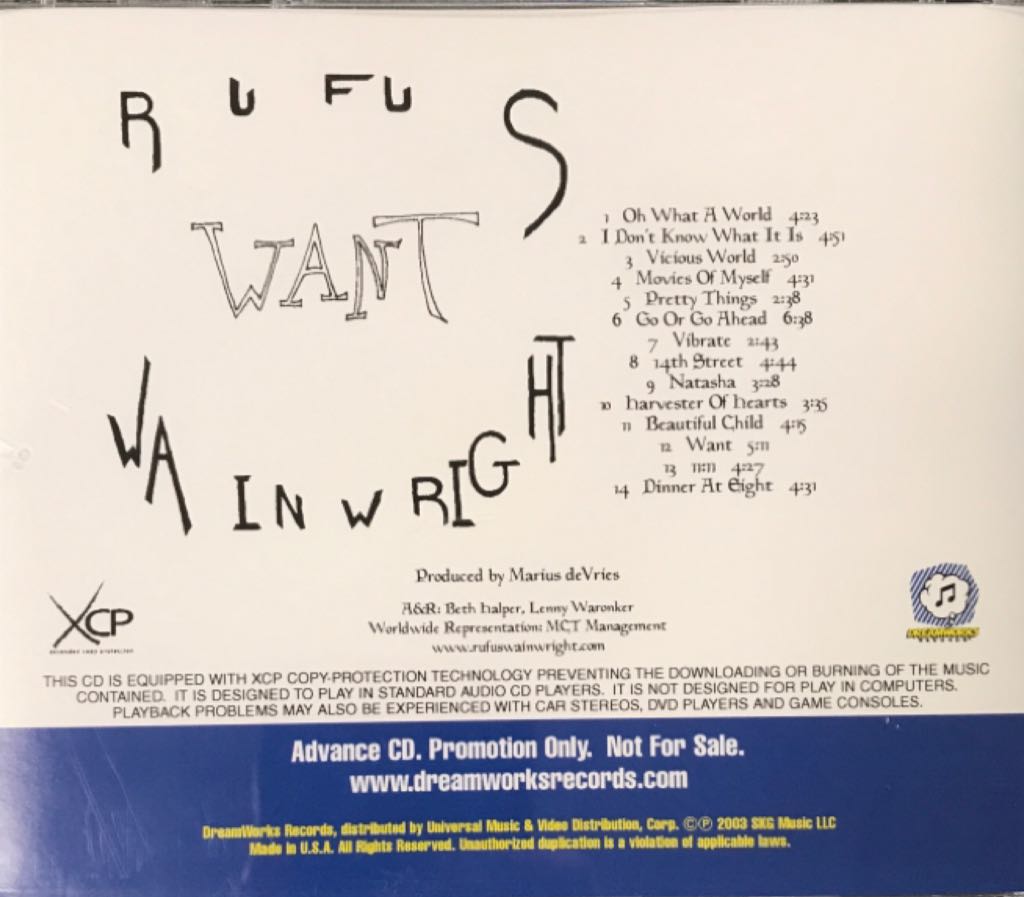 RUFUS
WANT
WAINWRIGHT
1 Oh What A World 4:23
2 I Don't Know What It Is 4:51
3 Vicious World 2:50
4 Movies Of Myself 4:31
5 Pretty Things 2:38
6 Go Or Go Ahead 6:38
7 Vibrate 2:43
8 14th Street 4:44
9 Natasha 3:28
10 harvester Of hearts 3:35
11 Beautiful Child 4:15
12 Want 5:11
13 11:11 4:27
14 Dinner At Eight 4:31
Produced by Marius deVries
A&R: Beth halper, Lenny Waronker
Worldwide Representation: MCT Management
www.rufuswainwright.com
XCP
extended copy protection
DREAMWORKS
RECORDS
THIS CD IS EQUIPPED WITH XCP COPY-PROTECTION TECHNOLOGY PREVENTING THE DOWNLOADING OR BURNING OF THE MUSIC
CONTAINED. IT IS DESIGNED TO PLAY IN STANDARD AUDIO CD PLAYERS. IT IS NOT DESIGNED FOR PLAY IN COMPUTERS.
PLAYBACK PROBLEMS MAY ALSO BE EXPERIENCED WITH CAR STEREOS, DVD PLAYERS AND GAME CONSOLES.
Advance CD. Promotion Only. Not For Sale.
www.dreamworksrecords.com
DreamWorks Records, distributed by Universal Music & Video Distribution, Corp. ©℗ 2003 SKG Music LLC
Made in U.S.A. All Rights Reserved. Unauthorized duplication is a violation of applicable laws.